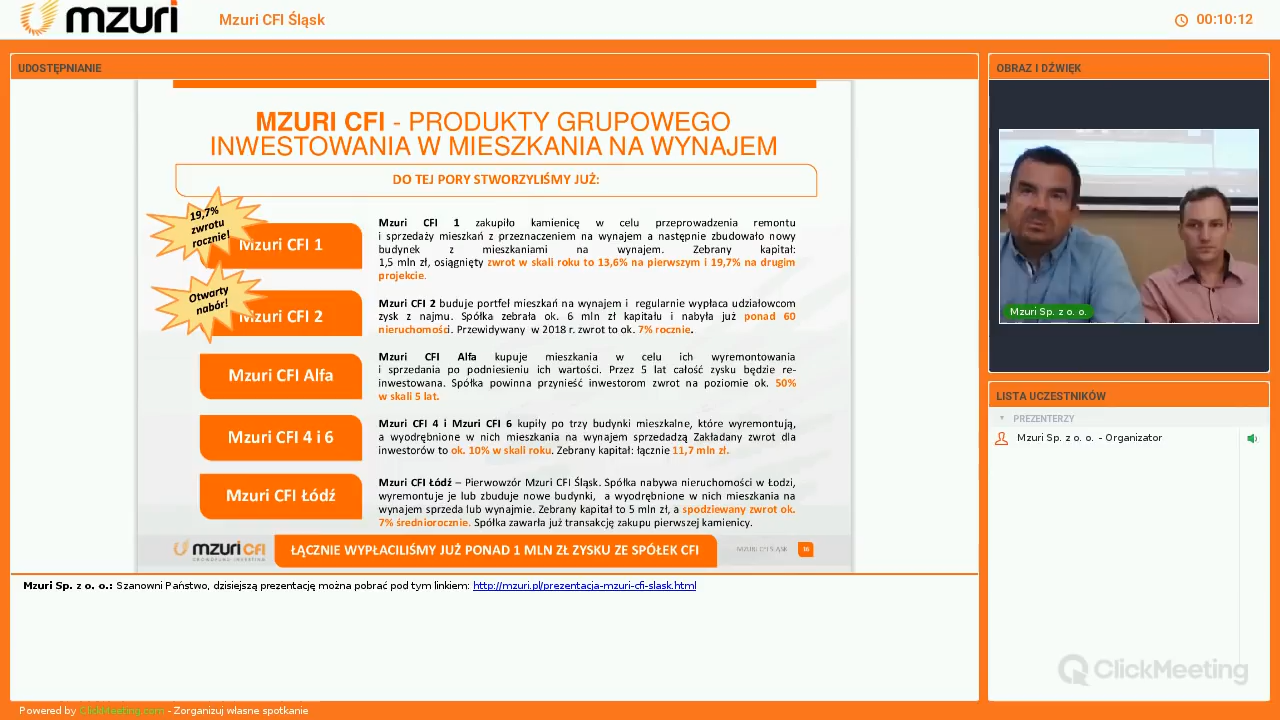 mzuri
Mzuri CFI Śląsk
00:10:12
UDOSTĘPNIANIE
MZURI CFI - PRODUKTY GRUPOWEGO
INWESTOWANIA W MIESZKANIA NA WYNAJEM
DO TEJ PORY STWORZYLIŚMY JUŻ:
19,7%
zwrotu
rocznie!
Mzuri CFI 1
Mzuri CFI 1 zakupiło kamienicę w celu przeprowadzenia remontu
i sprzedaży mieszkań z przeznaczeniem na wynajem a następnie zbudowało nowy
budynek z mieszkaniami na wynajem. Zebrany kapitał:
1,5 mln zł, osiągnięty zwrot w skali roku to 13,6% na pierwszym i 19,7% na drugim
projekcie.
Otwarty
nabór!
Mzuri CFI 2
Mzuri CFI 2 buduje portfel mieszkań na wynajem i regularnie wypłaca udziałowcom
zysk z najmu. Spółka zebrała ok. 6 mln zł kapitału i nabyła już ponad 60
nieruchomości. Przewidywany w 2018 r. zwrot to ok. 7% rocznie.
Mzuri CFI Alfa
Mzuri CFI Alfa kupuje mieszkania w celu ich wyremontowania
i sprzedania po podniesieniu ich wartości. Przez 5 lat całość zysku będzie re-
inwestowana. Spółka powinna przynieść inwestorom zwrot na poziomie ok. 50%
w skali 5 lat.
Mzuri CFI 4 i 6
Mzuri CFI 4 i Mzuri CFI 6 kupiły po trzy budynki mieszkalne, które wyremontują,
a wyodrębnione w nich mieszkania na wynajem sprzedadzą Zakładany zwrot dla
inwestorów to ok. 10% w skali roku. Zebrany kapitał: łącznie 11,7 mln zł.
Mzuri CFI Łódź
Mzuri CFI Łódź – Pierwowzór Mzuri CFI Śląsk. Spółka nabywa nieruchomości w Łodzi,
wyremontuje je lub zbuduje nowe budynki, a wyodrębnione w nich mieszkania na
wynajem sprzeda lub wynajmie. Zebrany kapitał to 5 mln zł, a spodziewany zwrot ok.
7% średniorocznie. Spółka zawarła już transakcję zakupu pierwszej kamienicy.
mzuri CFI
CROWDFUNDING INVESTING
ŁĄCZNIE WYPŁACILIŚMY JUŻ PONAD 1 MLN ZŁ ZYSKU ZE SPÓŁEK CFI
MZURI CFI ŚLĄSK
16
Mzuri Sp. z o. o.: Szanowni Państwo, dzisiejszą prezentację można pobrać pod tym linkiem: http://mzuri.pl/prezentacja-mzuri-cfi-slask.html
OBRAZ I DŹWIĘK
Mzuri Sp. z o. o.
LISTA UCZESTNIKÓW
PREZENTERZY
Mzuri Sp. z o. o. - Organizator
ClickMeeting
Powered by ClickMeeting.com - Zorganizuj własne spotkanie